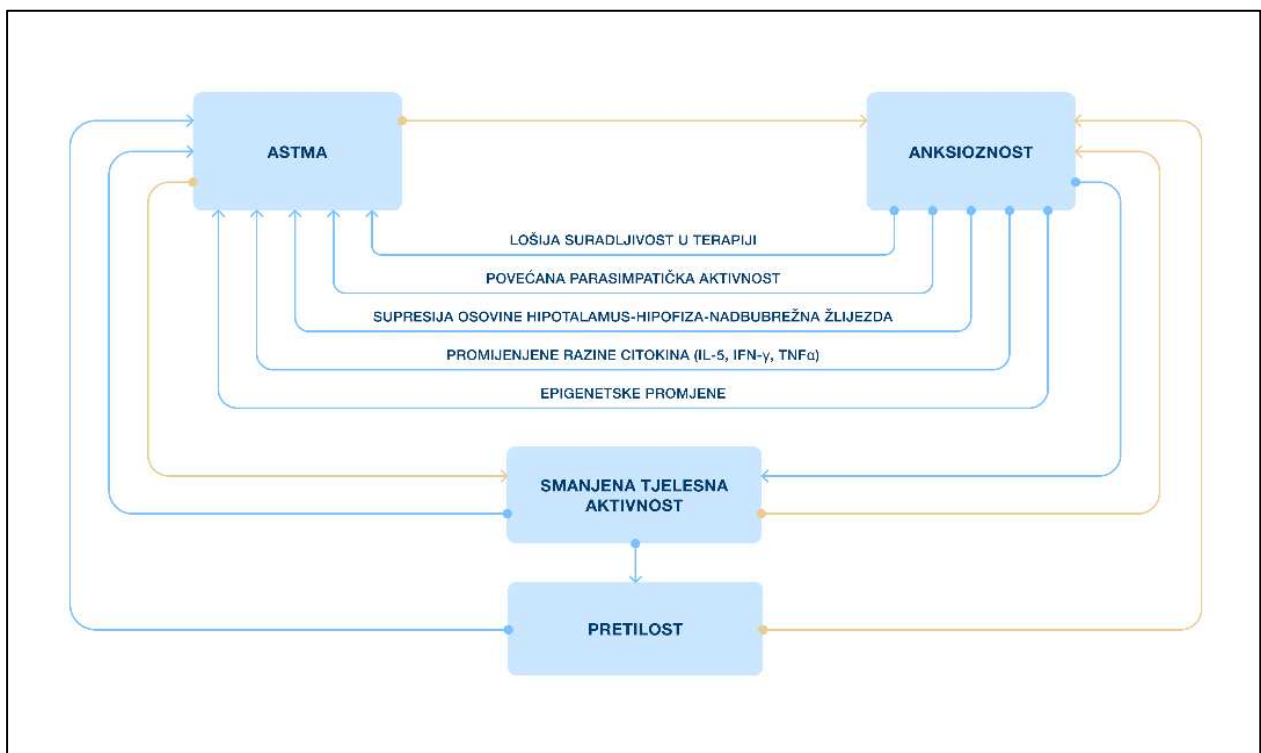 ASTMA
ANKSIOZNOST
LOŠIJA SURADLJIVOST U TERAPIJI
POVEĆANA PARASIMPATIČKA AKTIVNOST
SUPRESIJA OSOVINE HIPOTALAMUS-HIPOFIZA-NADBUBREŽNA ŽLIJEZDA
PROMIJENJENE RAZINE CITOKINA (IL-5, IFN-γ, TNFα)
EPIGENETSKE PROMJENE
SMANJENA TJELESNA
AKTIVNOST
PRETILOST